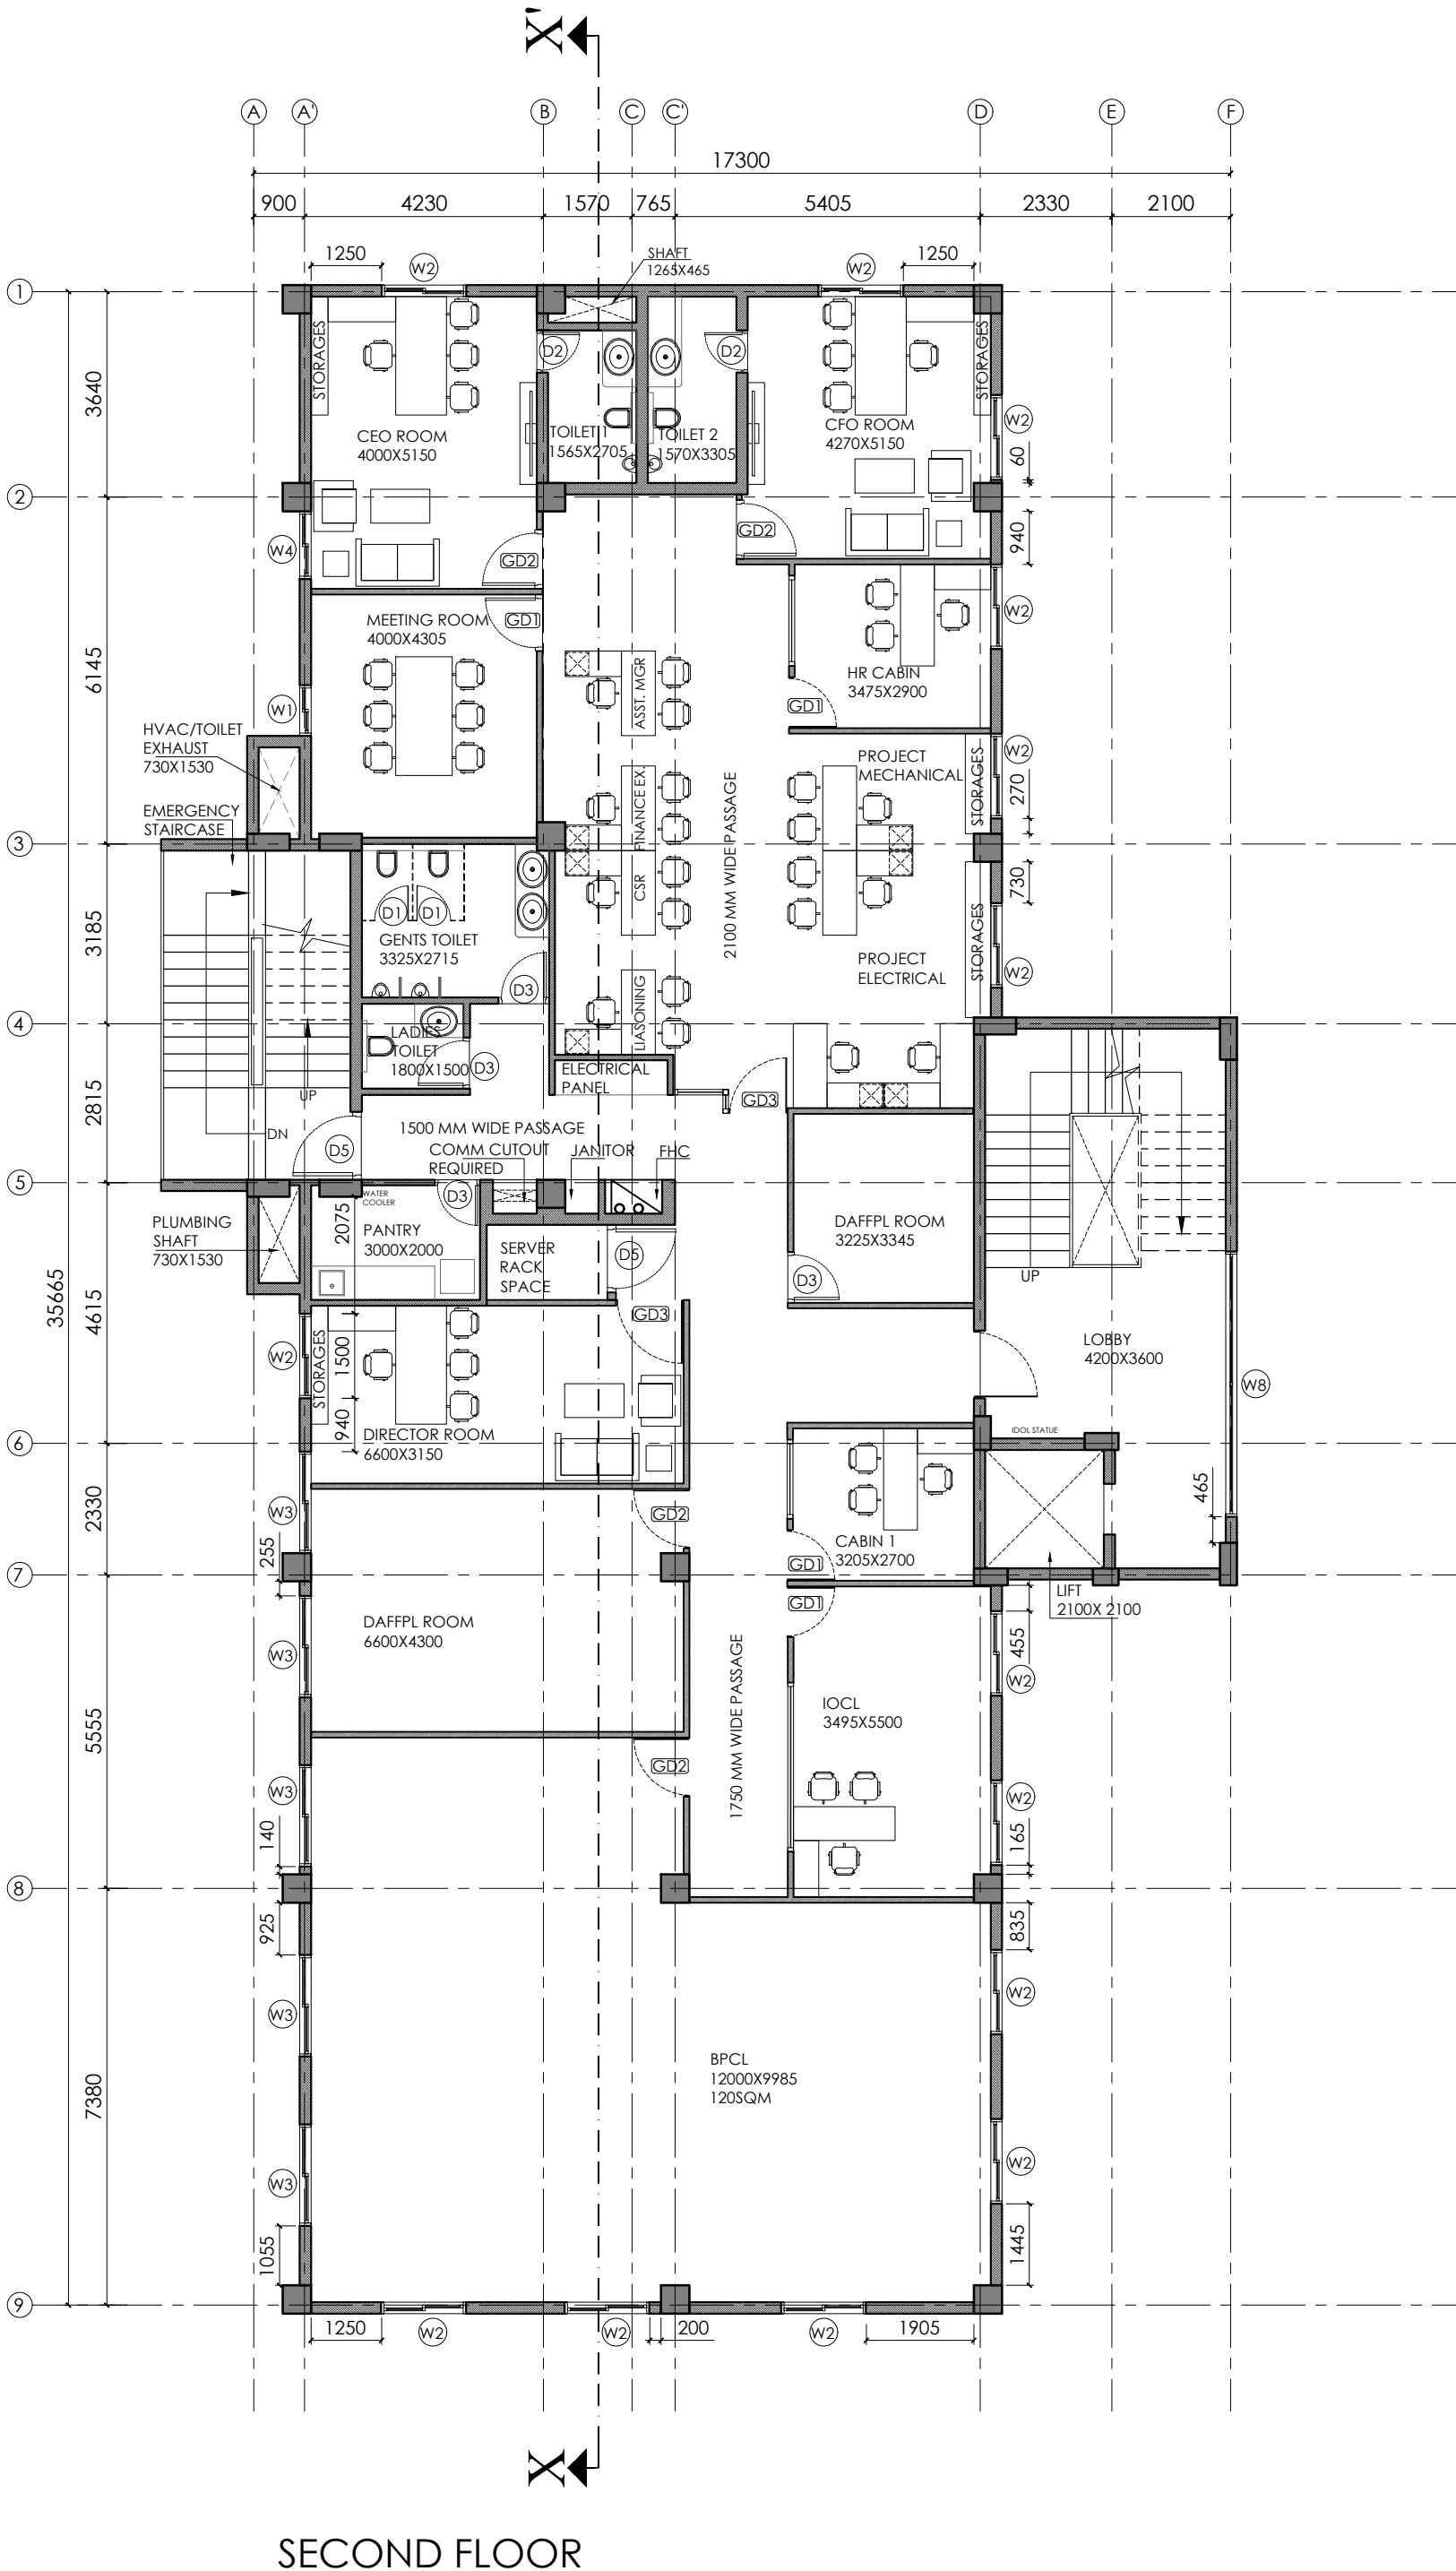 X'
A A' B C C' D E F
17300
900 4230 1570 765 5405 2330 2100
1250 W2 SHAFT W2 1250
1265X465
1
STORAGES
D2 D2
STORAGES
3640
CEO ROOM
4000X5150
TOILET 1
1565X2705
TOILET 2
1570X3305
CFO ROOM
4270X5150
W2
60
2
W4
GD2
GD2
940
MEETING ROOM
4000X4305
GD1
W2
6145
ASST. MGR
HR CABIN
3475X2900
GD1
W1
HVAC/TOILET
EXHAUST
730X1530
PROJECT
MECHANICAL
STORAGES
W2
270
FINANCE EX.
2100 MM WIDE PASSAGE
EMERGENCY
STAIRCASE
3
CSR
730
D1 D1
STORAGES
3185
GENTS TOILET
3325X2715
PROJECT
ELECTRICAL
W2
D3
LIASONING
4
LADIES
TOILET
1800X1500
D3
ELECTRICAL
PANEL
UP
GD3
2815
DN
D5
1500 MM WIDE PASSAGE
COMM CUTOUT
REQUIRED
JANITOR
FHC
5
WATER
COOLER
D3
PLUMBING
SHAFT
730X1530
2075
PANTRY
3000X2000
SERVER
RACK
SPACE
D5
DAFFPL ROOM
3225X3345
D3
UP
35665
4615
GD3
W2
STORAGES
1500
LOBBY
4200X3600
W8
940
DIRECTOR ROOM
6600X3150
IDOL STATUE
6
465
2330
W3
GD2
255
CABIN 1
3205X2700
GD1
7
GD1
LIFT
2100X 2100
DAFFPL ROOM
6600X4300
W3
455
W2
1750 MM WIDE PASSAGE
IOCL
3495X5500
5555
W3
GD2
W2
140
165
8
925
835
W3
W2
BPCL
12000X9985
120SQM
7380
W3
W2
1055
1445
9
1250 W2 W2 200 W2 1905
X
SECOND FLOOR